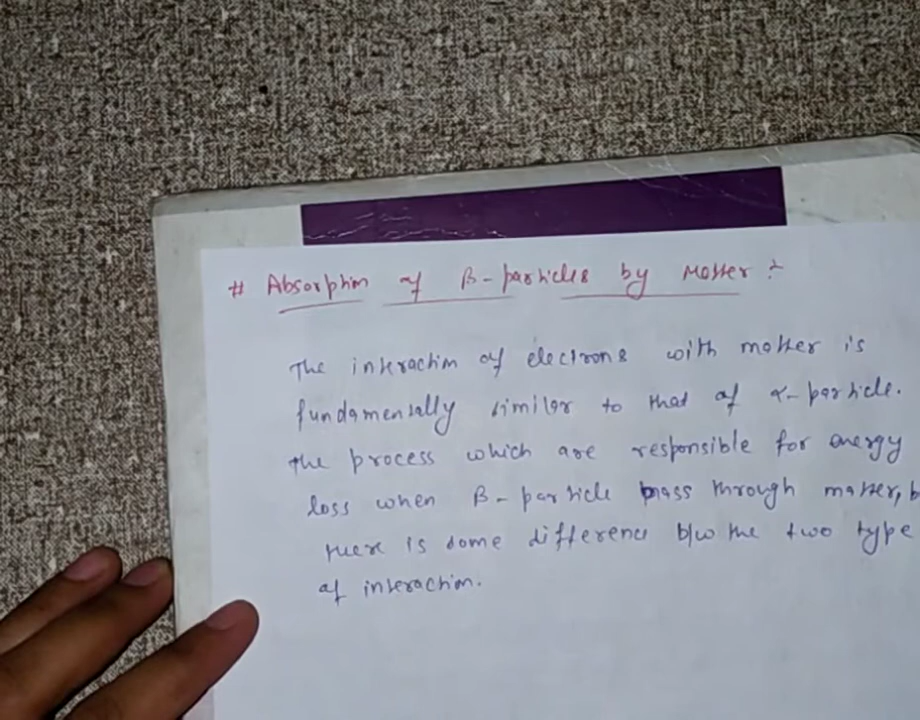 # Absorption of β-particles by Matter :-
The interaction of electrons with matter is
fundamentally similar to that of α-particle.
The process which are responsible for energy
loss when β-particle pass through matter, b
there is some difference b/w the two type
of interaction.